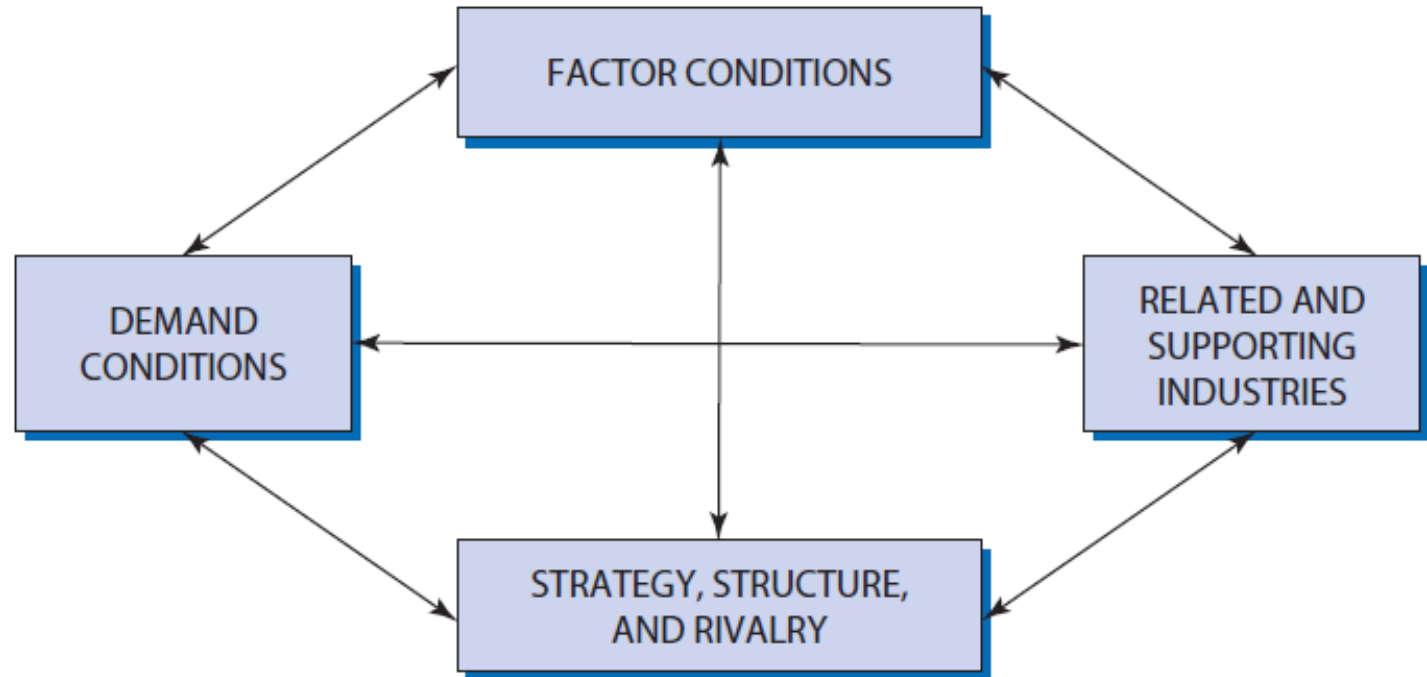 FACTOR CONDITIONS
DEMAND
CONDITIONS
RELATED AND
SUPPORTING
INDUSTRIES
STRATEGY, STRUCTURE,
AND RIVALRY